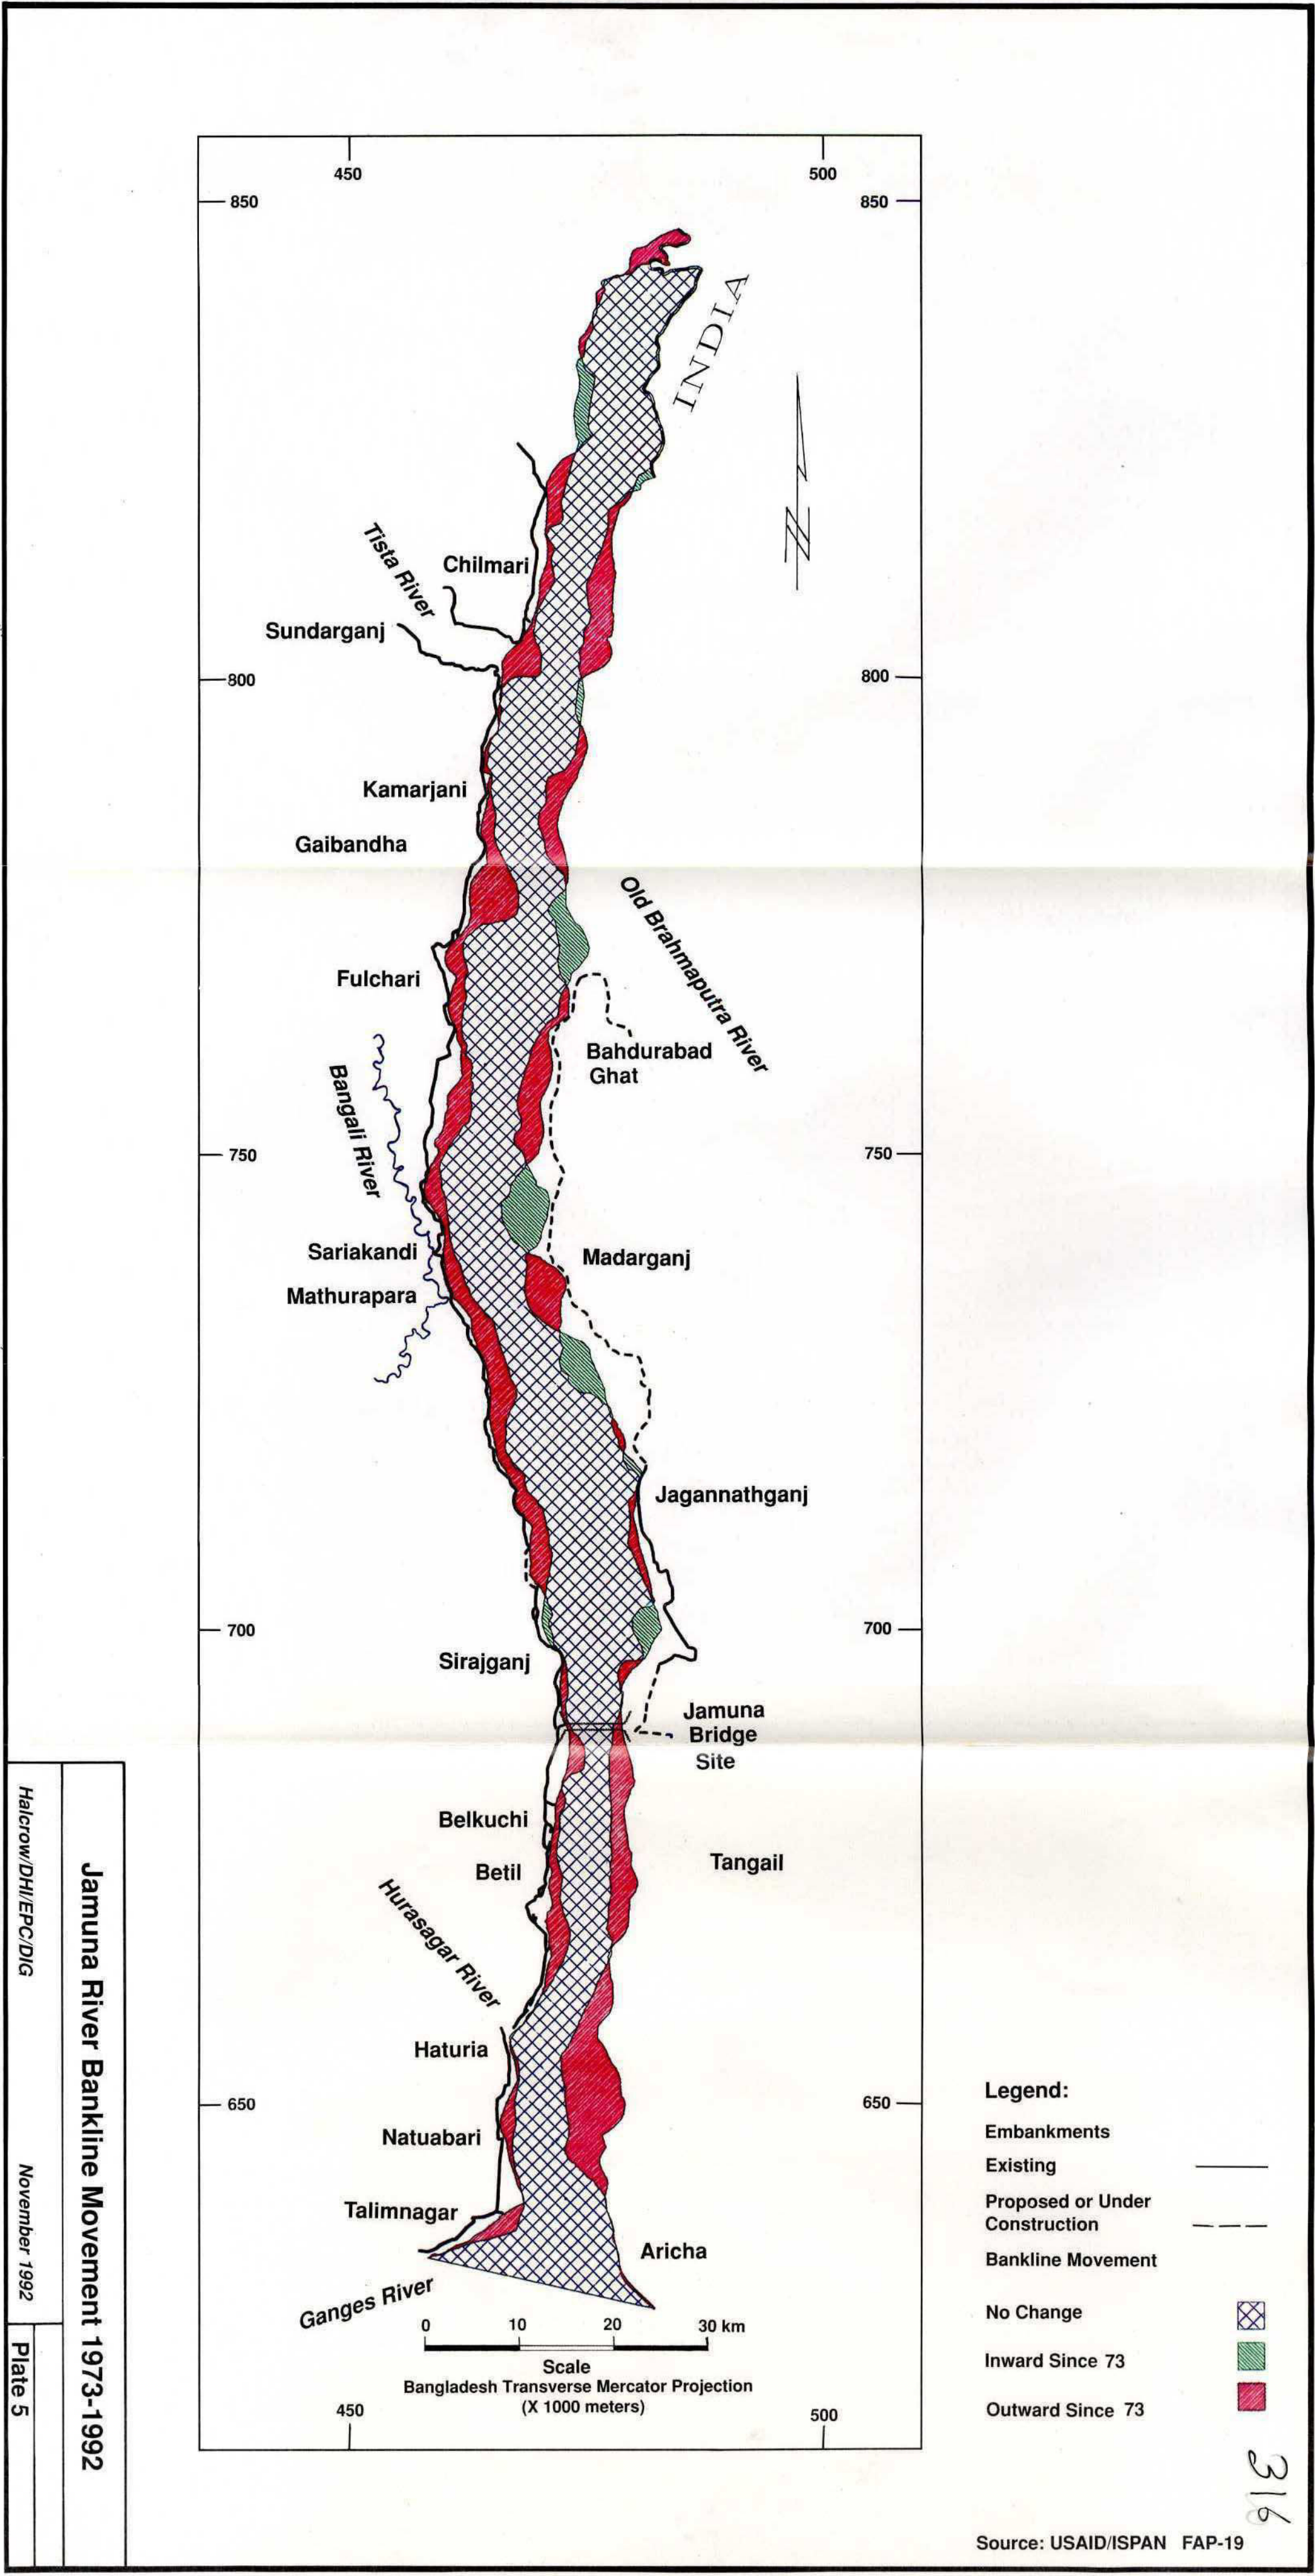 450
500
850
850
INDIA
Tista River
Chilmari
Sundarganj
800
800
Kamarjani
Gaibandha
Old Brahmaputra River
Fulchari
Bahdurabad
Ghat
Bangali River
750
750
Sariakandi
Madarganj
Mathurapara
Jagannathganj
700
700
Sirajganj
Jamuna
Bridge
Site
Belkuchi
Tangail
Betil
Hurasagar River
Haturia
650
650
Natuabari
Talimnagar
Aricha
Ganges River
0 10 20 30 km
Scale
Bangladesh Transverse Mercator Projection
(X 1000 meters)
450
500
Legend:
Embankments
Existing
Proposed or Under
Construction
Bankline Movement
No Change
Inward Since 73
Outward Since 73
316
Source: USAID/ISPAN FAP-19
Jamuna River Bankline Movement 1973-1992
Halcrow/DHI/EPC/DIG
November 1992
Plate 5